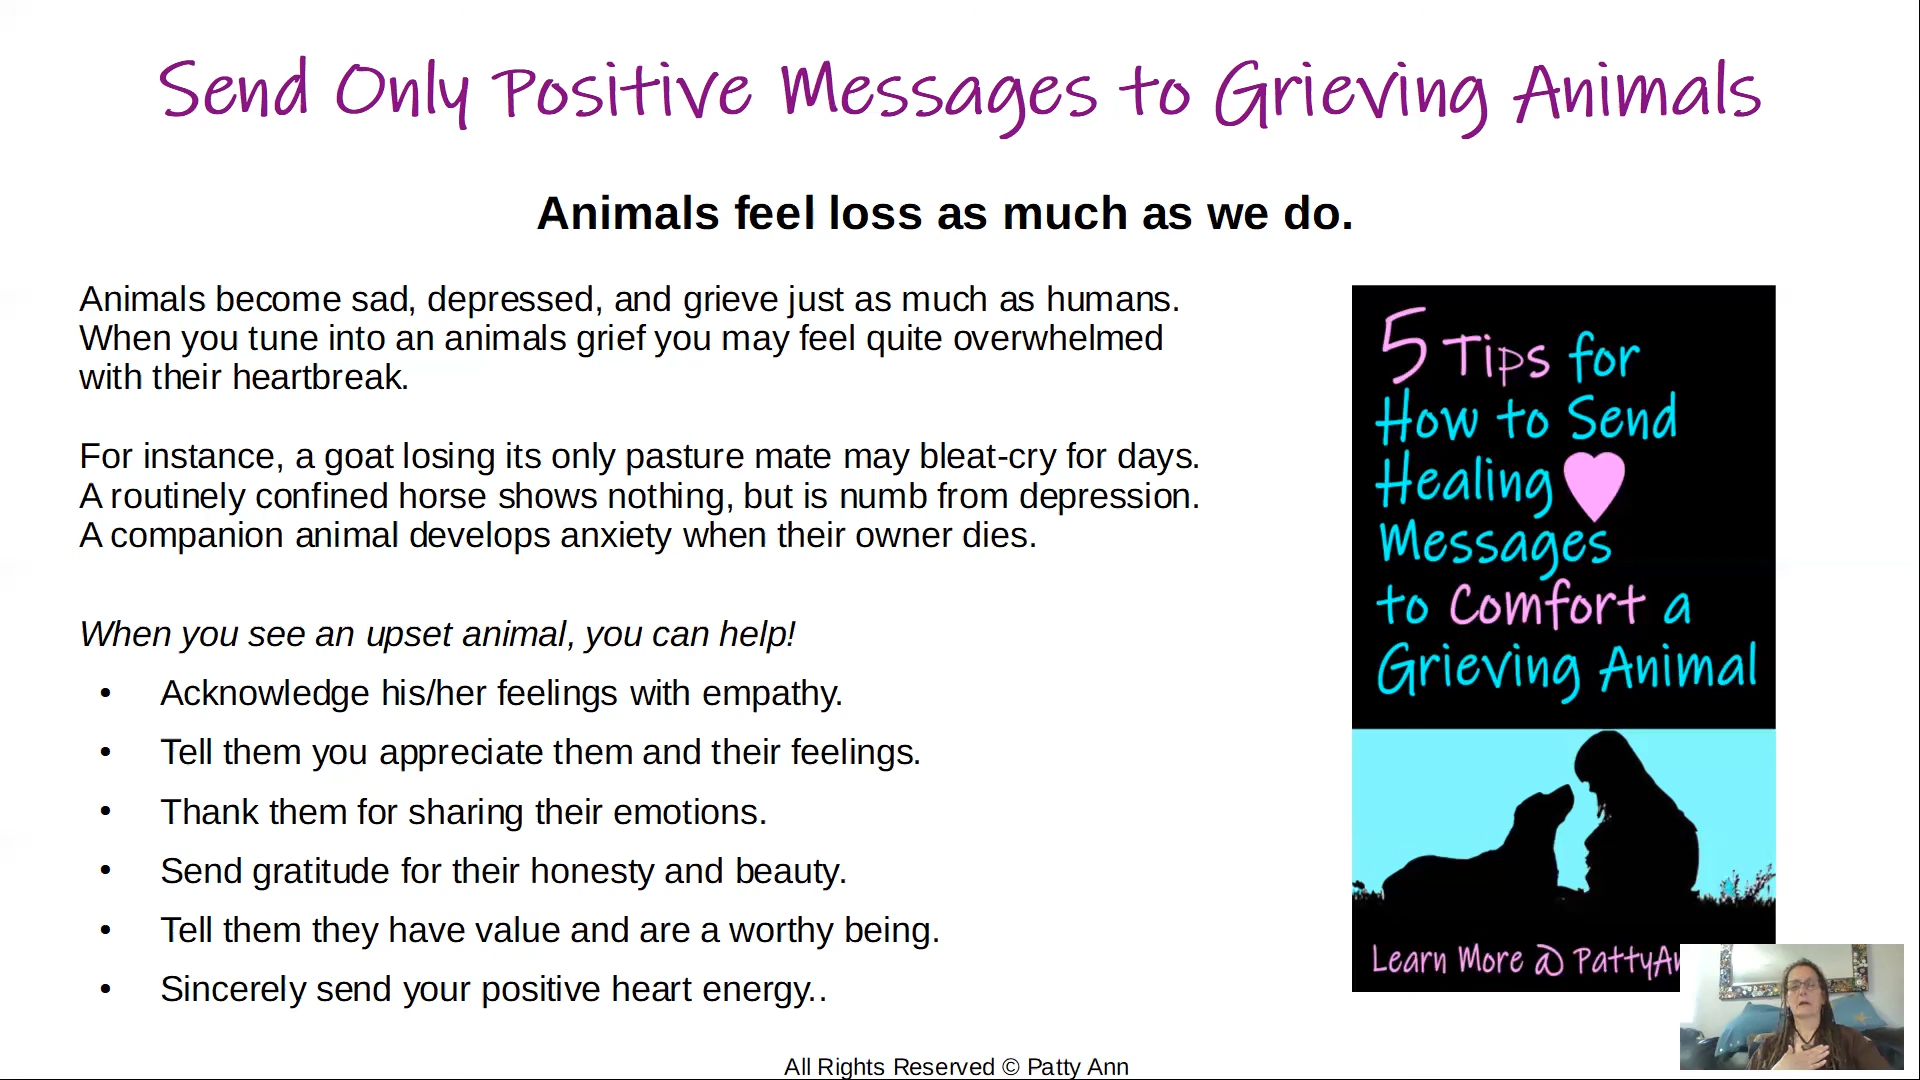 Send Only Positive Messages to Grieving Animals
Animals feel loss as much as we do.
Animals become sad, depressed, and grieve just as much as humans.
When you tune into an animals grief you may feel quite overwhelmed
with their heartbreak.
For instance, a goat losing its only pasture mate may bleat-cry for days.
A routinely confined horse shows nothing, but is numb from depression.
A companion animal develops anxiety when their owner dies.
When you see an upset animal, you can help!
• Acknowledge his/her feelings with empathy.
• Tell them you appreciate them and their feelings.
• Thank them for sharing their emotions.
• Send gratitude for their honesty and beauty.
• Tell them they have value and are a worthy being.
• Sincerely send your positive heart energy..
5 Tips for
How to Send
Healing
Messages
to Comfort a
Grieving Animal
Learn More @
All Rights Reserved © Patty Ann